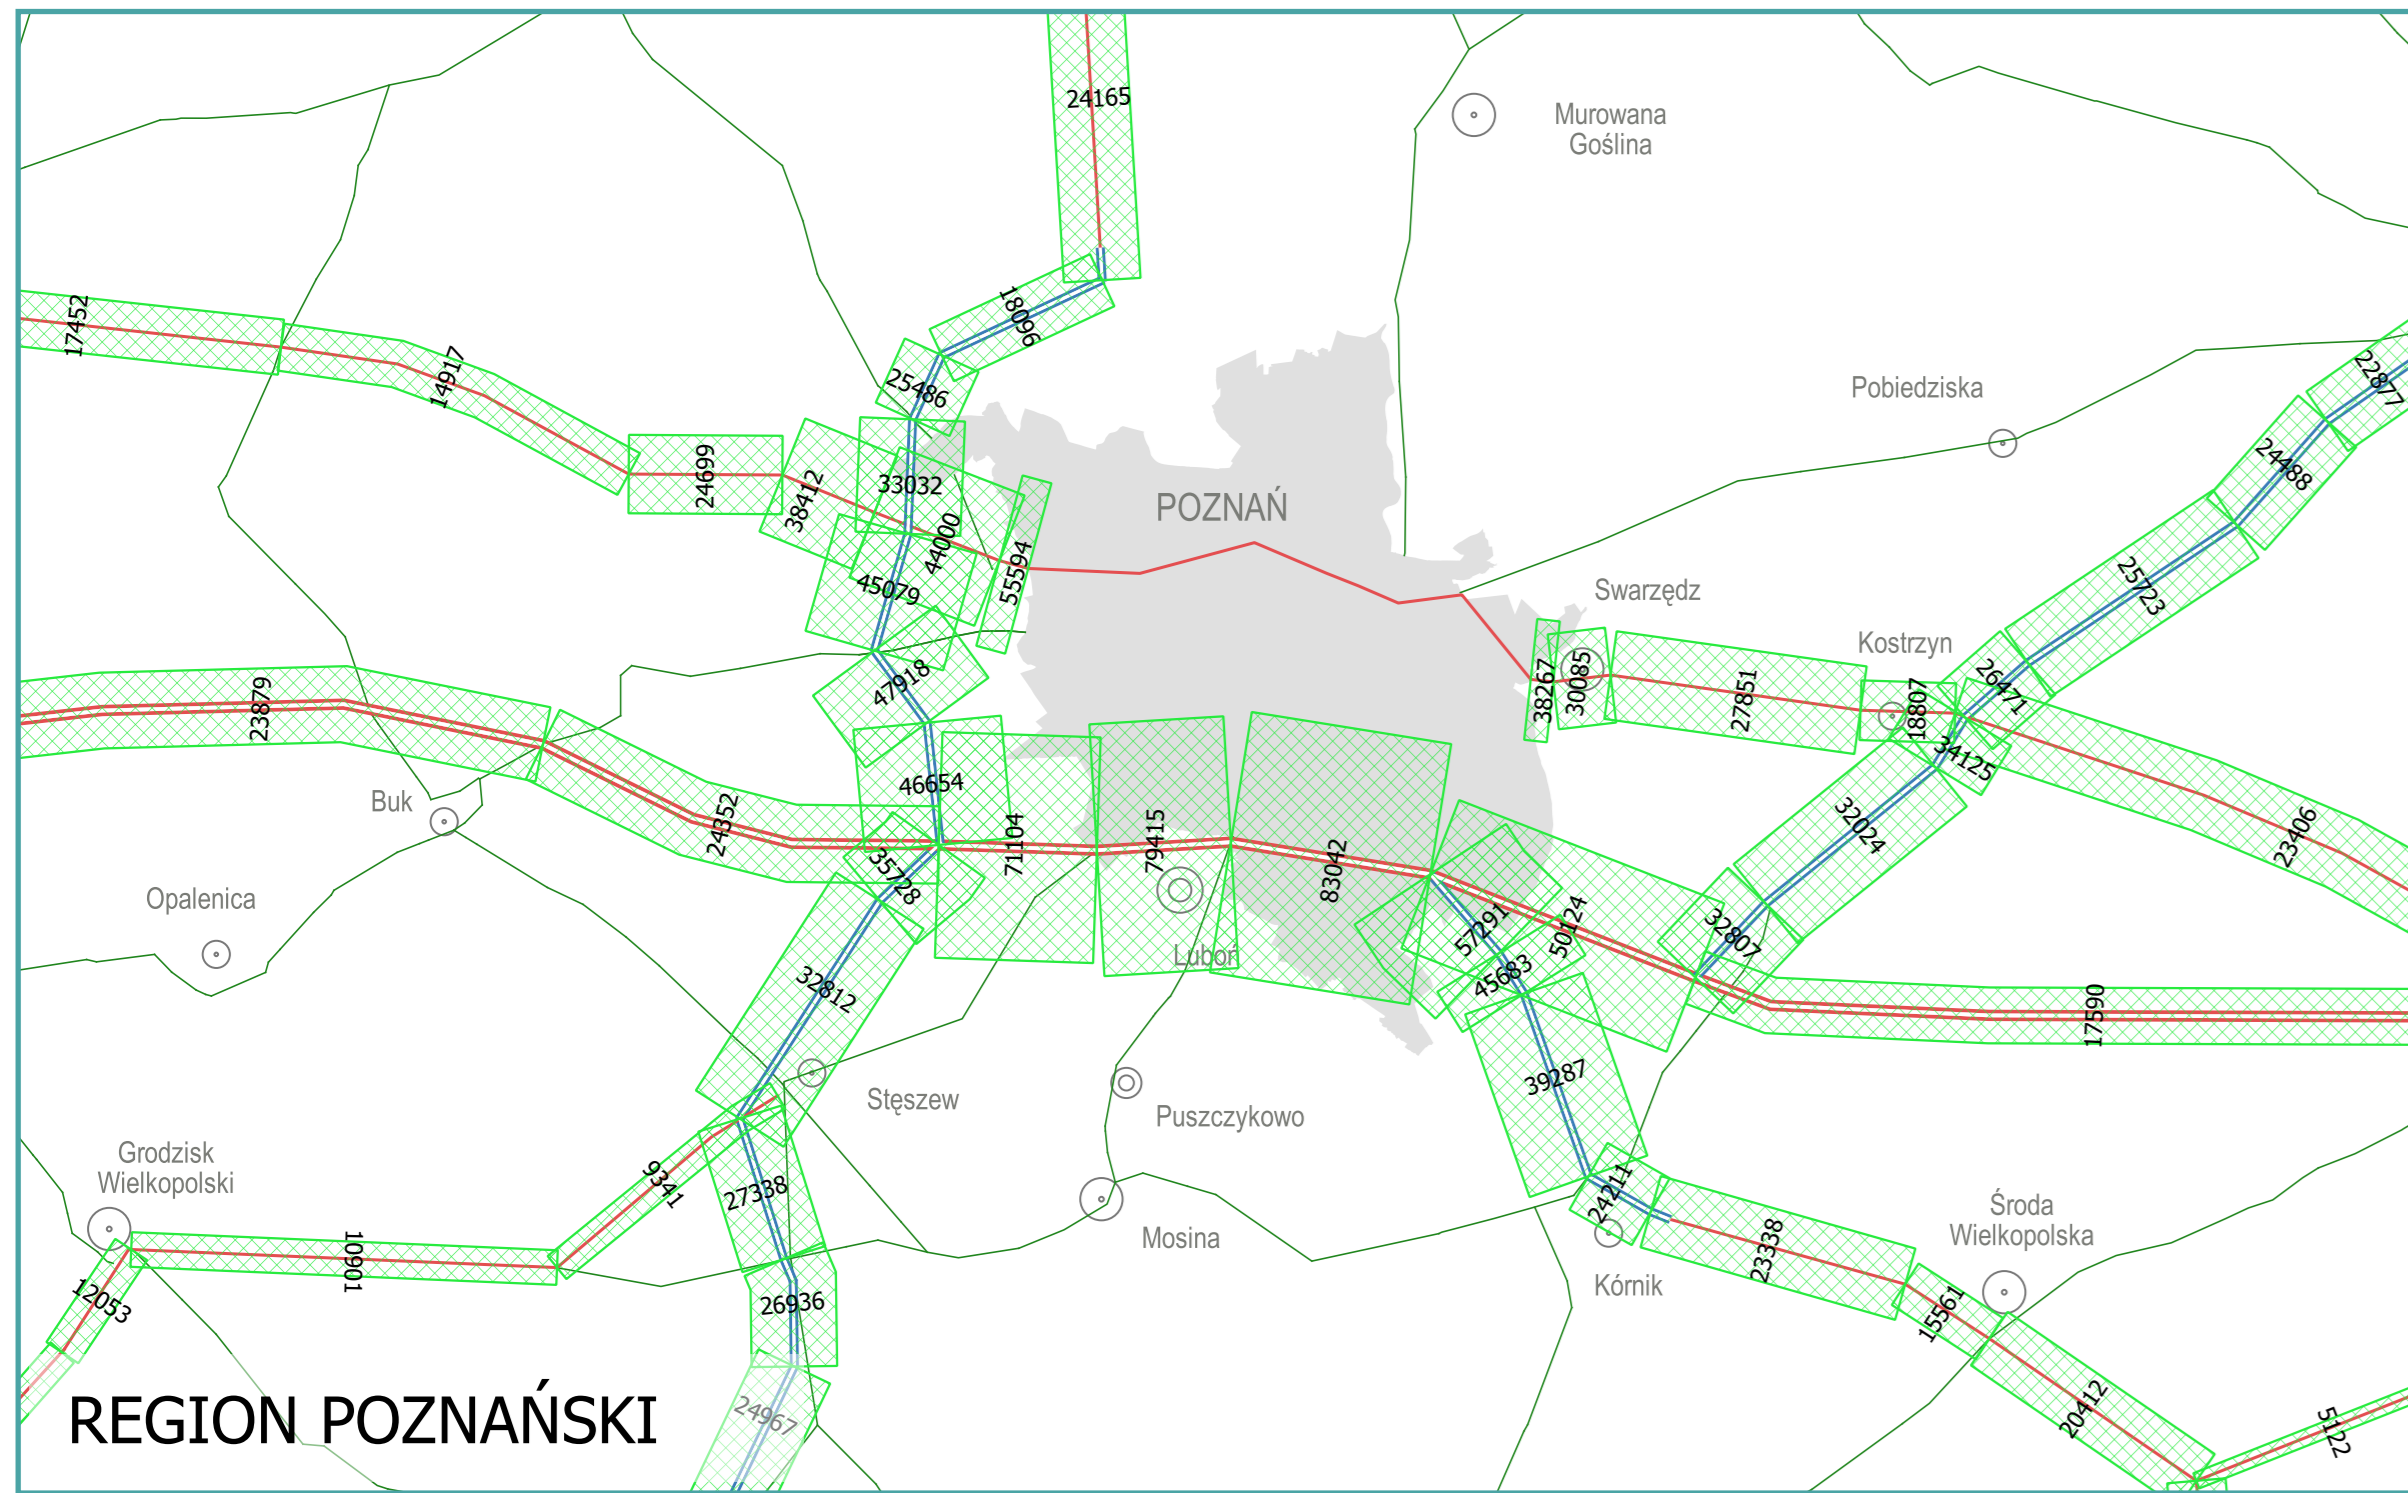 24165
Murowana
Goślina
17452
18096
14917
25486
22877
Pobiedziska
24699
38412
33032
POZNAŃ
24488
44000
45079
55594
Swarzędz
25723
Kostrzyn
47918
38267
30085
27851
18807
26471
23879
34125
46654
Buk
24352
71104
79415
83042
32024
23406
35728
Opalenica
57291
50124
32807
Luboń
45683
32812
17590
39287
Stęszew
Puszczykowo
Grodzisk
Wielkopolski
9341
27338
24211
Środa
Wielkopolska
Mosina
23338
10901
Kórnik
12053
26936
15561
24967
20412
5122
REGION POZNAŃSKI